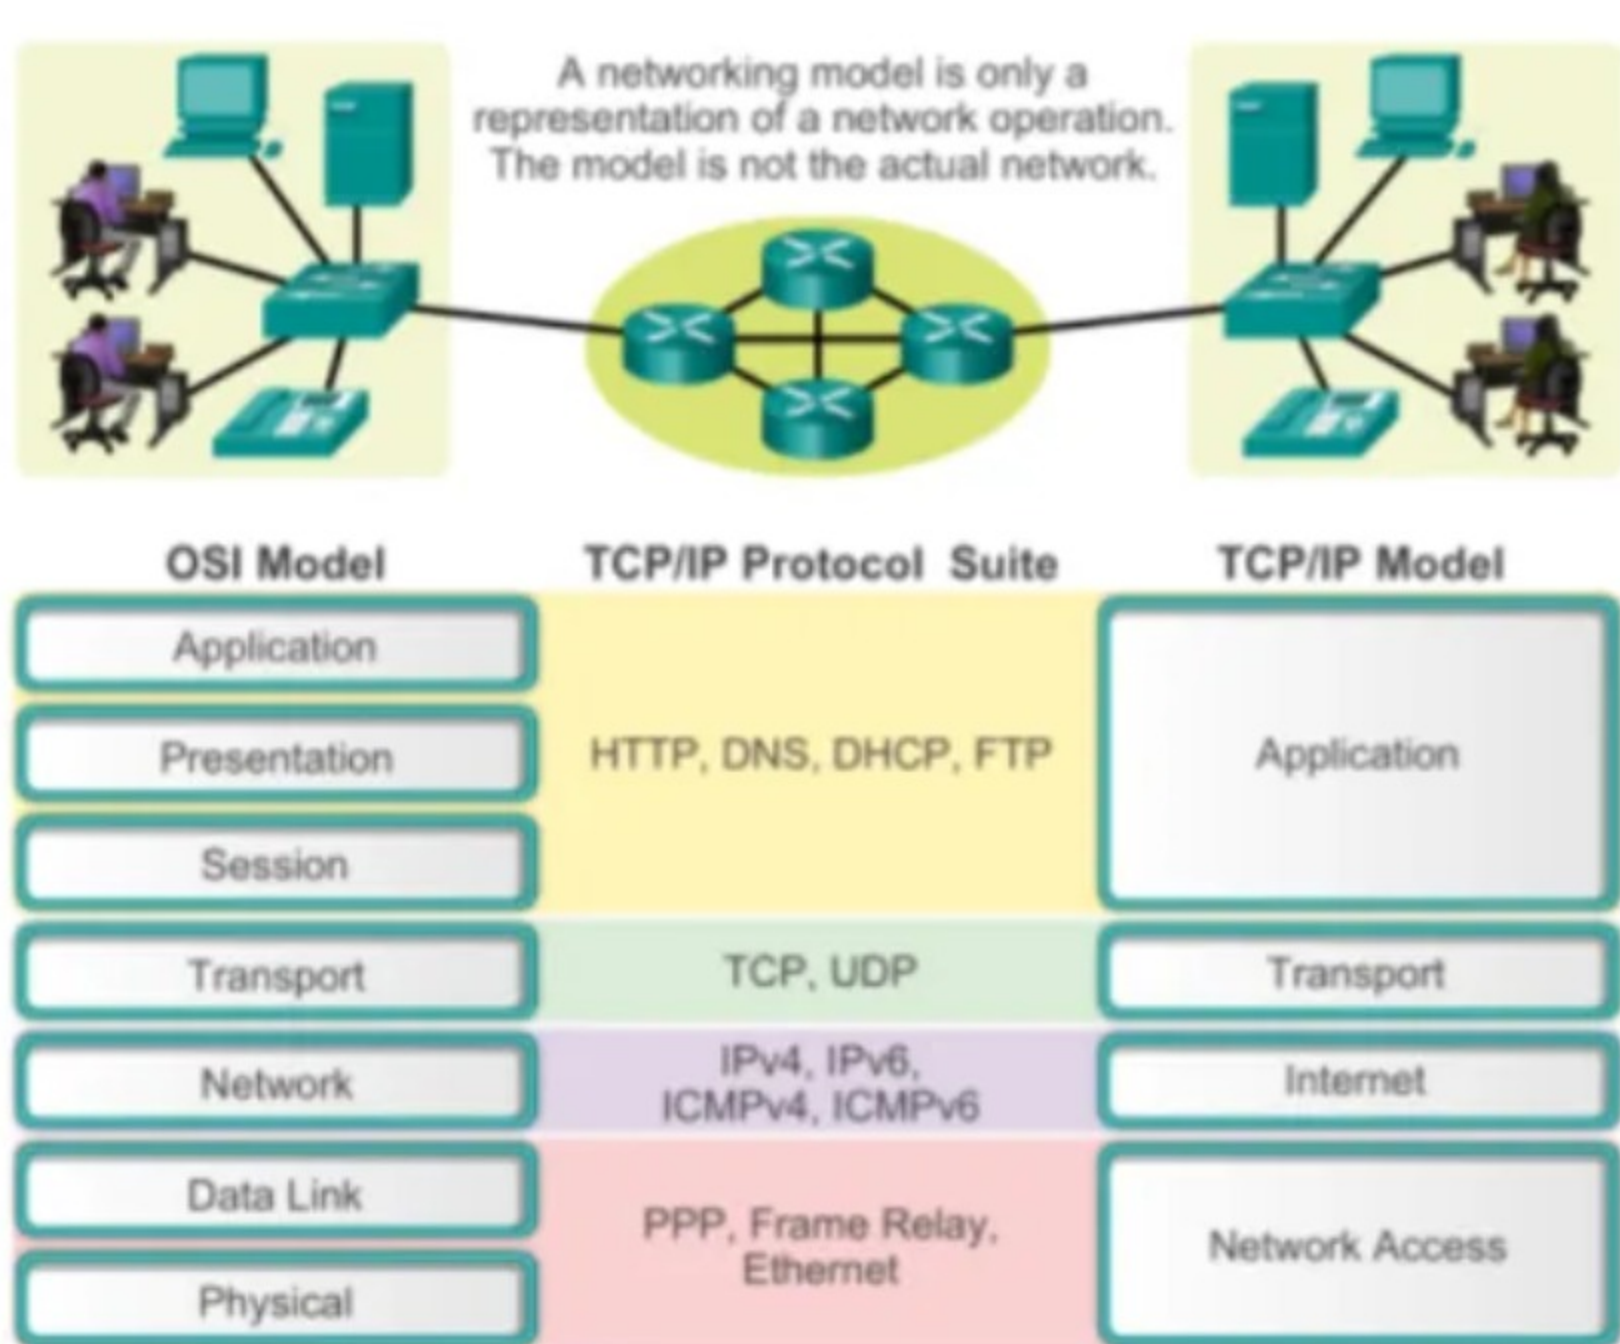 A networking model is only a
representation of a network operation.
The model is not the actual network.
OSI Model
TCP/IP Protocol Suite
TCP/IP Model
Application
Presentation
Session
HTTP, DNS, DHCP, FTP
Application
Transport
TCP, UDP
Transport
Network
IPv4, IPv6,
ICMPv4, ICMPv6
Internet
Data Link
Physical
PPP, Frame Relay,
Ethernet
Network Access